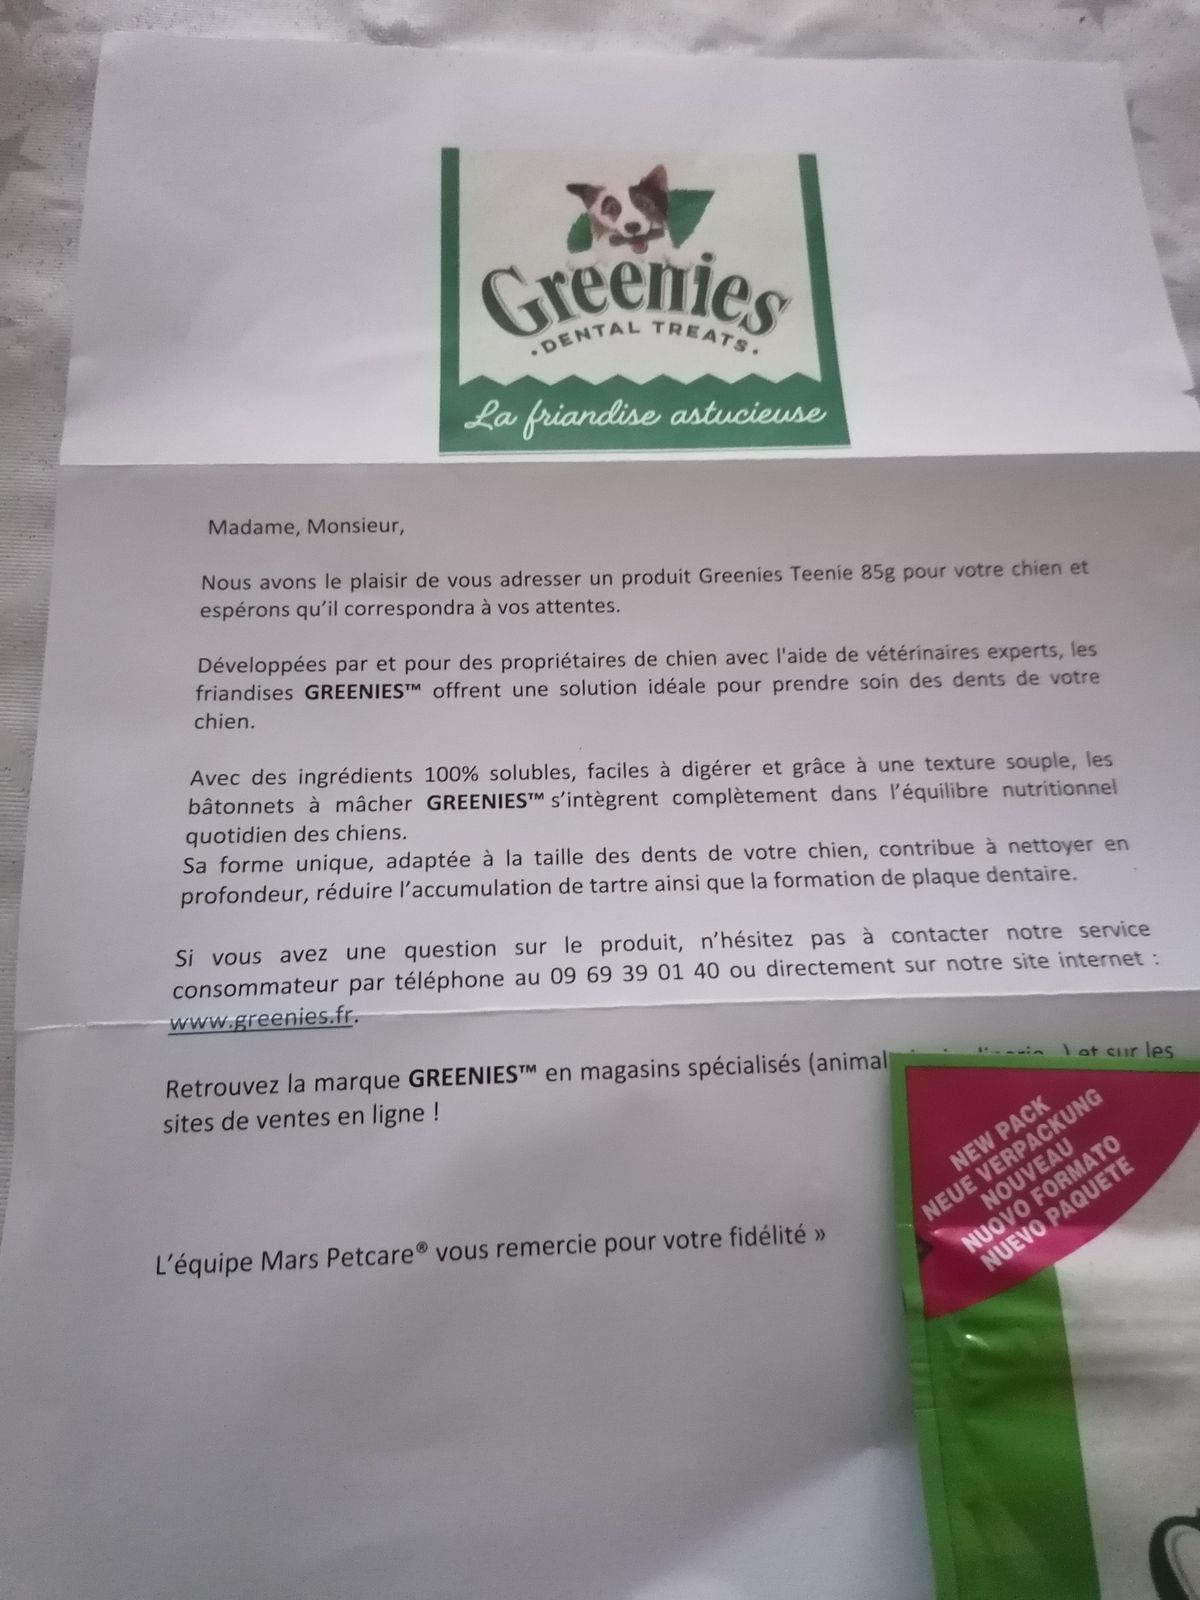 Greenies
·DENTAL TREATS·
La friandise astucieuse
Madame, Monsieur,
Nous avons le plaisir de vous adresser un produit Greenies Teenie 85g pour votre chien et
espérons qu'il correspondra à vos attentes.
Développées par et pour des propriétaires de chien avec l'aide de vétérinaires experts, les
friandises GREENIES™ offrent une solution idéale pour prendre soin des dents de votre
chien.
Avec des ingrédients 100% solubles, faciles à digérer et grâce à une texture souple, les
bâtonnets à mâcher GREENIES™ s'intègrent complètement dans l'équilibre nutritionnel
quotidien des chiens.
Sa forme unique, adaptée à la taille des dents de votre chien, contribue à nettoyer en
profondeur, réduire l'accumulation de tartre ainsi que la formation de plaque dentaire.
Si vous avez une question sur le produit, n'hésitez pas à contacter notre service
consommateur par téléphone au 09 69 39 01 40 ou directement sur notre site internet :
www.greenies.fr.
Retrouvez la marque GREENIES™ en magasins spécialisés ) et sur les
sites de ventes en ligne !
L'équipe Mars Petcare® vous remercie pour votre fidélité »
NEW PACK
NEUE VERPACKUNG
NOUVEAU
NUOVO FORMATO
NUEVO PAQUETE